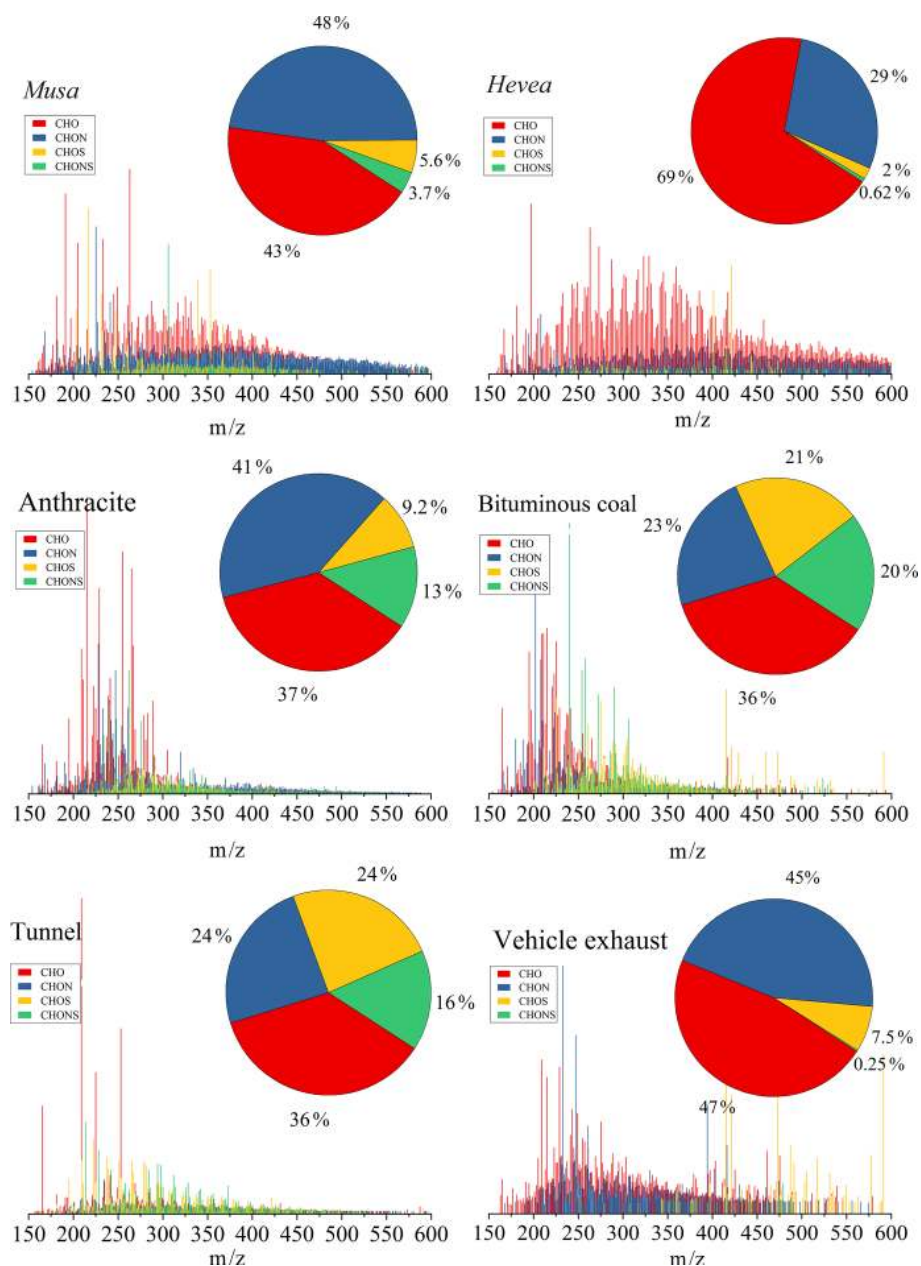 48 %
Musa
CHO
CHON
CHOS
CHONS
5.6 %
3.7 %
43 %
150 200 250 300 350 400 450 500 550 600
m/z
Hevea
CHO
CHON
CHOS
CHONS
29 %
2 %
0.62 %
69 %
150 200 250 300 350 400 450 500 550 600
m/z
41 %
Anthracite
CHO
CHON
CHOS
CHONS
9.2 %
13 %
37 %
150 200 250 300 350 400 450 500 550 600
m/z
21 %
Bituminous coal
CHO
CHON
CHOS
CHONS
23 %
20 %
36 %
150 200 250 300 350 400 450 500 550 600
m/z
24 %
Tunnel
CHO
CHON
CHOS
CHONS
24 %
16 %
36 %
150 200 250 300 350 400 450 500 550 600
m/z
45 %
Vehicle exhaust
CHO
CHON
CHOS
CHONS
7.5 %
0.25 %
47 %
150 200 250 300 350 400 450 500 550 600
m/z